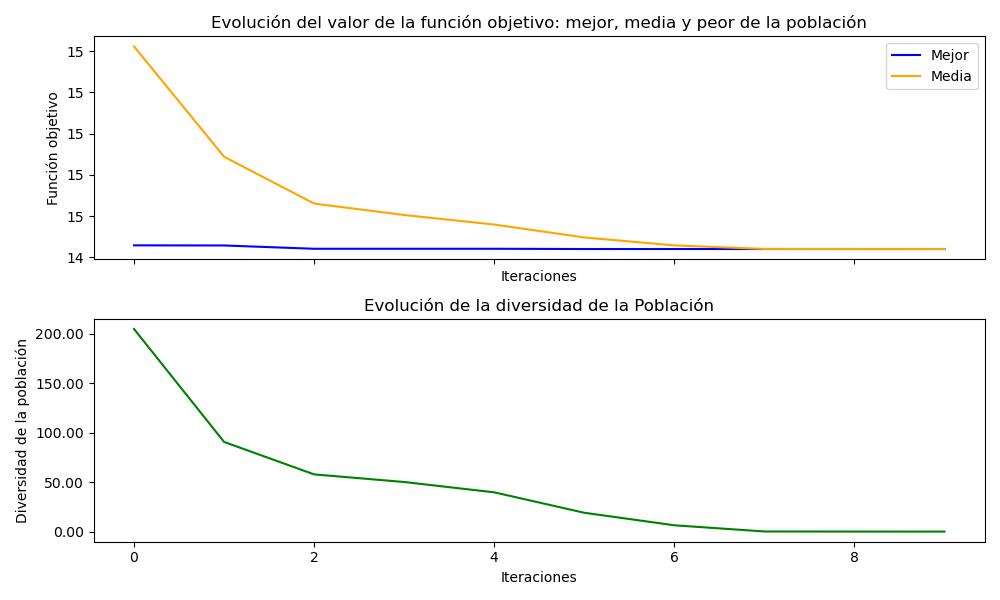 Evolución del valor de la función objetivo: mejor, media y peor de la población
Función objetivo
15
15
15
15
15
14
Mejor
Media
Iteraciones
Evolución de la diversidad de la Población
Diversidad de la población
200.00
150.00
100.00
50.00
0.00
0 2 4 6 8
Iteraciones